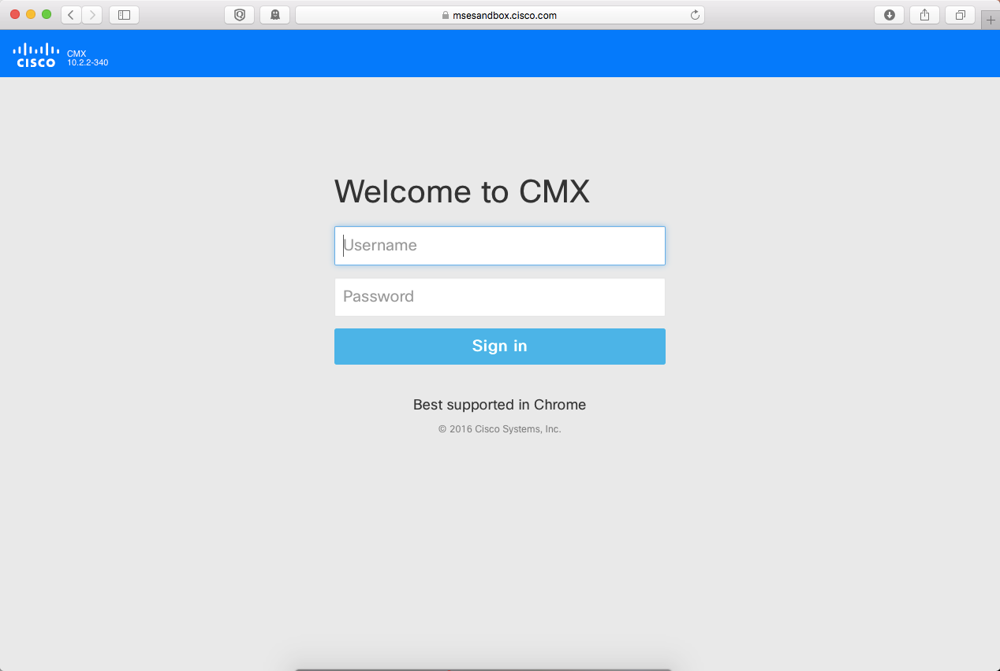 msesandbox.cisco.com
CISCO
CMX
10.2.2-340
Welcome to CMX
Username
Password
Sign in
Best supported in Chrome
© 2016 Cisco Systems, Inc.